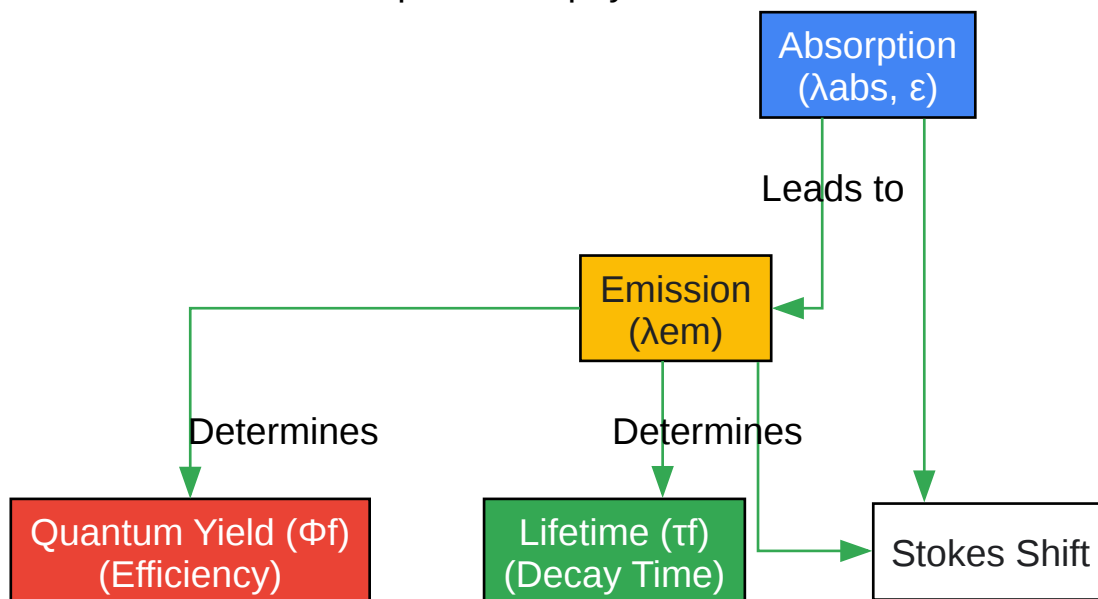 Absorption
(λabs, ε)
Leads to
Emission
(λem)
Determines
Determines
Quantum Yield (Φf)
(Efficiency)
Lifetime (τf)
(Decay Time)
Stokes Shift